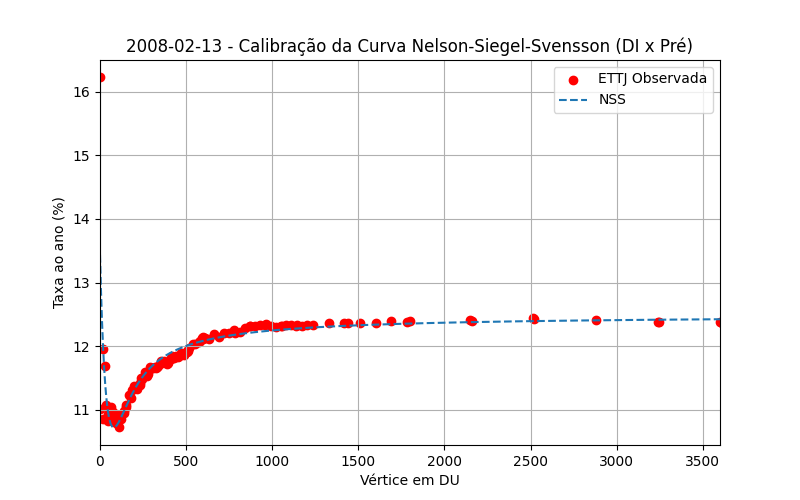 2008-02-13 - Calibração da Curva Nelson-Siegel-Svensson (DI x Pré)
ETTJ Observada
NSS
Taxa ao ano (%)
16
15
14
13
12
11
0 500 1000 1500 2000 2500 3000 3500
Vértice em DU